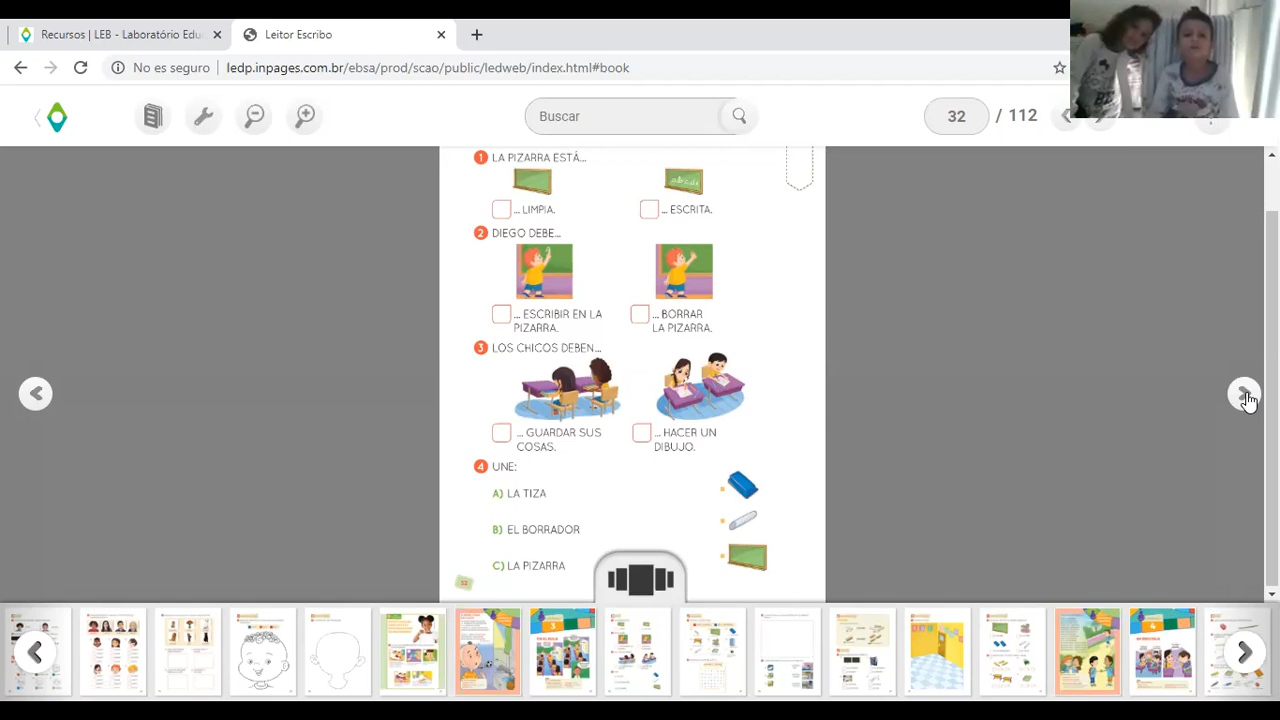 Recursos | LEB - Laboratório Edu
Leitor Escribo
No es seguro
ledp.inpages.com.br/ebsa/prod/scao/public/ledweb/index.html#book
Buscar
32 / 112
1 LA PIZARRA ESTÁ...
... LIMPIA.
... ESCRITA.
2 DIEGO DEBE...
... ESCRIBIR EN LA
PIZARRA.
... BORRAR
LA PIZARRA.
3 LOS CHICOS DEBEN...
... GUARDAR SUS
COSAS.
... HACER UN
DIBUJO.
4 UNE:
A) LA TIZA
B) EL BORRADOR
C) LA PIZARRA
32
3
4